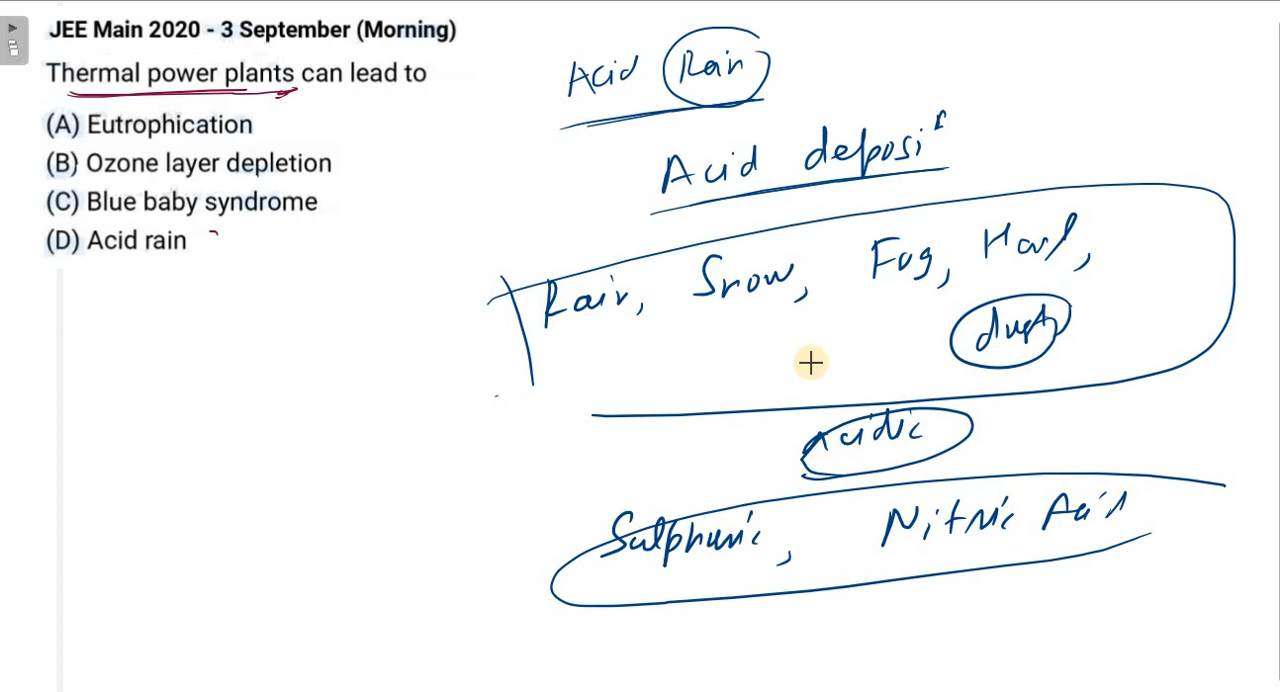 JEE Main 2020 - 3 September (Morning)
Thermal power plants can lead to
(A) Eutrophication
(B) Ozone layer depletion
(C) Blue baby syndrome
(D) Acid rain
Acid Rain
Acid deposi
Rain, Snow, Fog, Hail,
dust
Acidic
Sulphuric, Nitric Acid